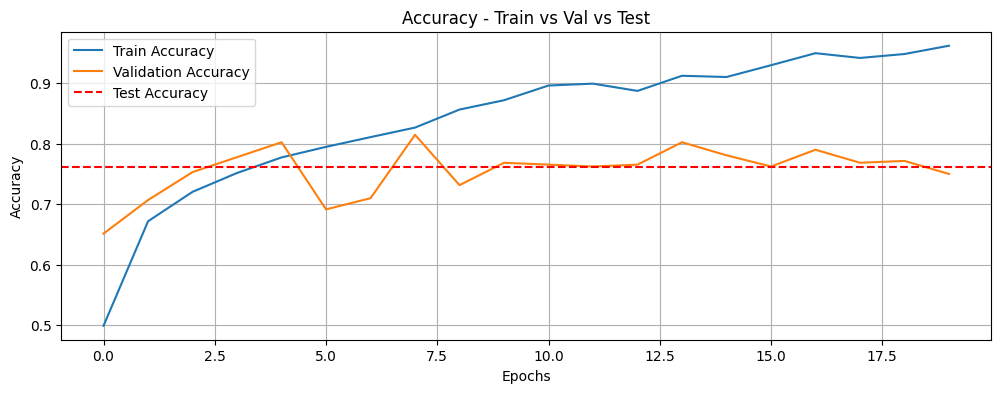 Accuracy - Train vs Val vs Test
Train Accuracy
Validation Accuracy
Test Accuracy
Accuracy
0.9
0.8
0.7
0.6
0.5
0.0 2.5 5.0 7.5 10.0 12.5 15.0 17.5
Epochs